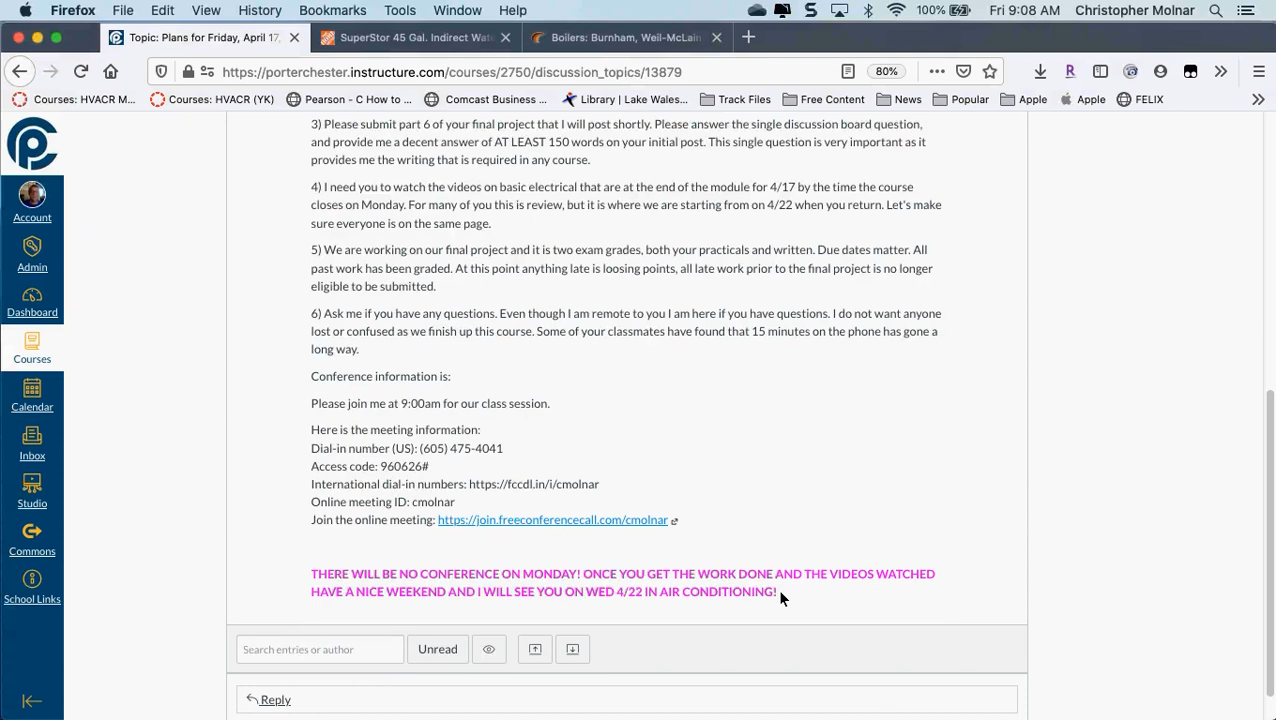 Firefox File Edit View History Bookmarks Tools Window Help 100% Fri 9:08 AM Christopher Molnar
Topic: Plans for Friday, April 17, SuperStor 45 Gal. Indirect Wate Boilers: Burnham, Weil-McLain
https://porterchester.instructure.com/courses/2750/discussion_topics/13879 80%
Courses: HVACR M... Courses: HVACR (YK) Pearson - C How to ... Comcast Business ... Library | Lake Wales... Track Files Free Content News Popular Apple Apple FELIX
Account
Admin
Dashboard
Courses
Calendar
Inbox
Studio
Commons
School Links
3) Please submit part 6 of your final project that I will post shortly. Please answer the single discussion board question,
and provide me a decent answer of AT LEAST 150 words on your initial post. This single question is very important as it
provides me the writing that is required in any course.
4) I need you to watch the videos on basic electrical that are at the end of the module for 4/17 by the time the course
closes on Monday. For many of you this is review, but it is where we are starting from on 4/22 when you return. Let's make
sure everyone is on the same page.
5) We are working on our final project and it is two exam grades, both your practicals and written. Due dates matter. All
past work has been graded. At this point anything late is loosing points, all late work prior to the final project is no longer
eligible to be submitted.
6) Ask me if you have any questions. Even though I am remote to you I am here if you have questions. I do not want anyone
lost or confused as we finish up this course. Some of your classmates have found that 15 minutes on the phone has gone a
long way.
Conference information is:
Please join me at 9:00am for our class session.
Here is the meeting information:
Dial-in number (US): (605) 475-4041
Access code: 960626#
International dial-in numbers: https://fccdl.in/i/cmolnar
Online meeting ID: cmolnar
Join the online meeting: https://join.freeconferencecall.com/cmolnar
THERE WILL BE NO CONFERENCE ON MONDAY! ONCE YOU GET THE WORK DONE AND THE VIDEOS WATCHED
HAVE A NICE WEEKEND AND I WILL SEE YOU ON WED 4/22 IN AIR CONDITIONING!
Search entries or author Unread
Reply